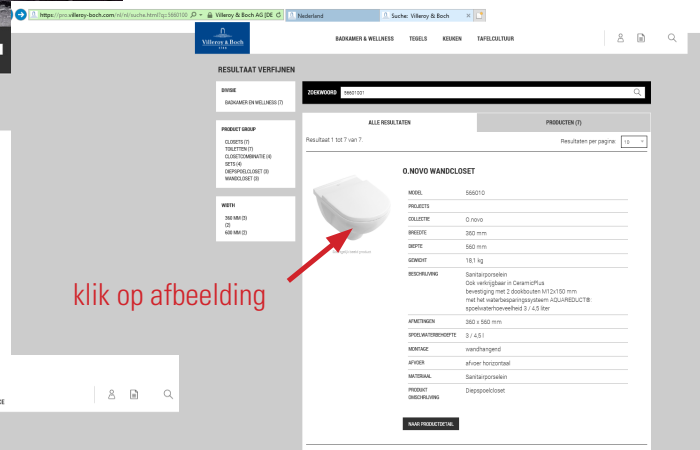 https://pro.villeroy-boch.com/nl/nl/suche.html?q=5660100
Villeroy & Boch AG [DE]
Nederland
Suche: Villeroy & Boch
Villeroy & Boch
1748
BADKAMER & WELLNESS
TEGELS
KEUKEN
TAFELCULTUUR
RESULTAAT VERFIJNEN
DIVISIE
BADKAMER EN WELLNESS (7)
PRODUCT GROUP
CLOSETS (7)
TOILETTEN (7)
CLOSETCOMBINATIE (4)
SETS (4)
DIEPSPOELCLOSET (3)
WANDCLOSET (3)
WIDTH
360 MM (3)
(2)
600 MM (2)
ZOEKWOORD 56601001
ALLE RESULTATEN
PRODUCTEN (7)
Resultaat 1 tot 7 van 7
Resultaten per pagina: 10
O.NOVO WANDCLOSET
MODEL 566010
PROJECTS
COLLECTIE O.novo
BREEDTE 360 mm
DIEPTE 560 mm
GEWICHT 18,1 kg
BESCHRIJVING Sanitairporselein
Ook verkrijgbaar in CeramicPlus
bevestiging met 2 dookbouten M12x150 mm
met het waterbesparingssysteem AQUAREDUCT®:
spoelwaterhoeveelheid 3 / 4,5 liter
AFMETINGEN 360 x 560 mm
SPOELWATERBEHOEFTE 3 / 4,5 l
MONTAGE wandhangend
AFVOER afvoer horizontaal
MATERIAAL Sanitairporselein
PRODUKT OMSCHRIJVING Diepspoelcloset
NAAR PRODUCTDETAIL
klik op afbeelding
CE